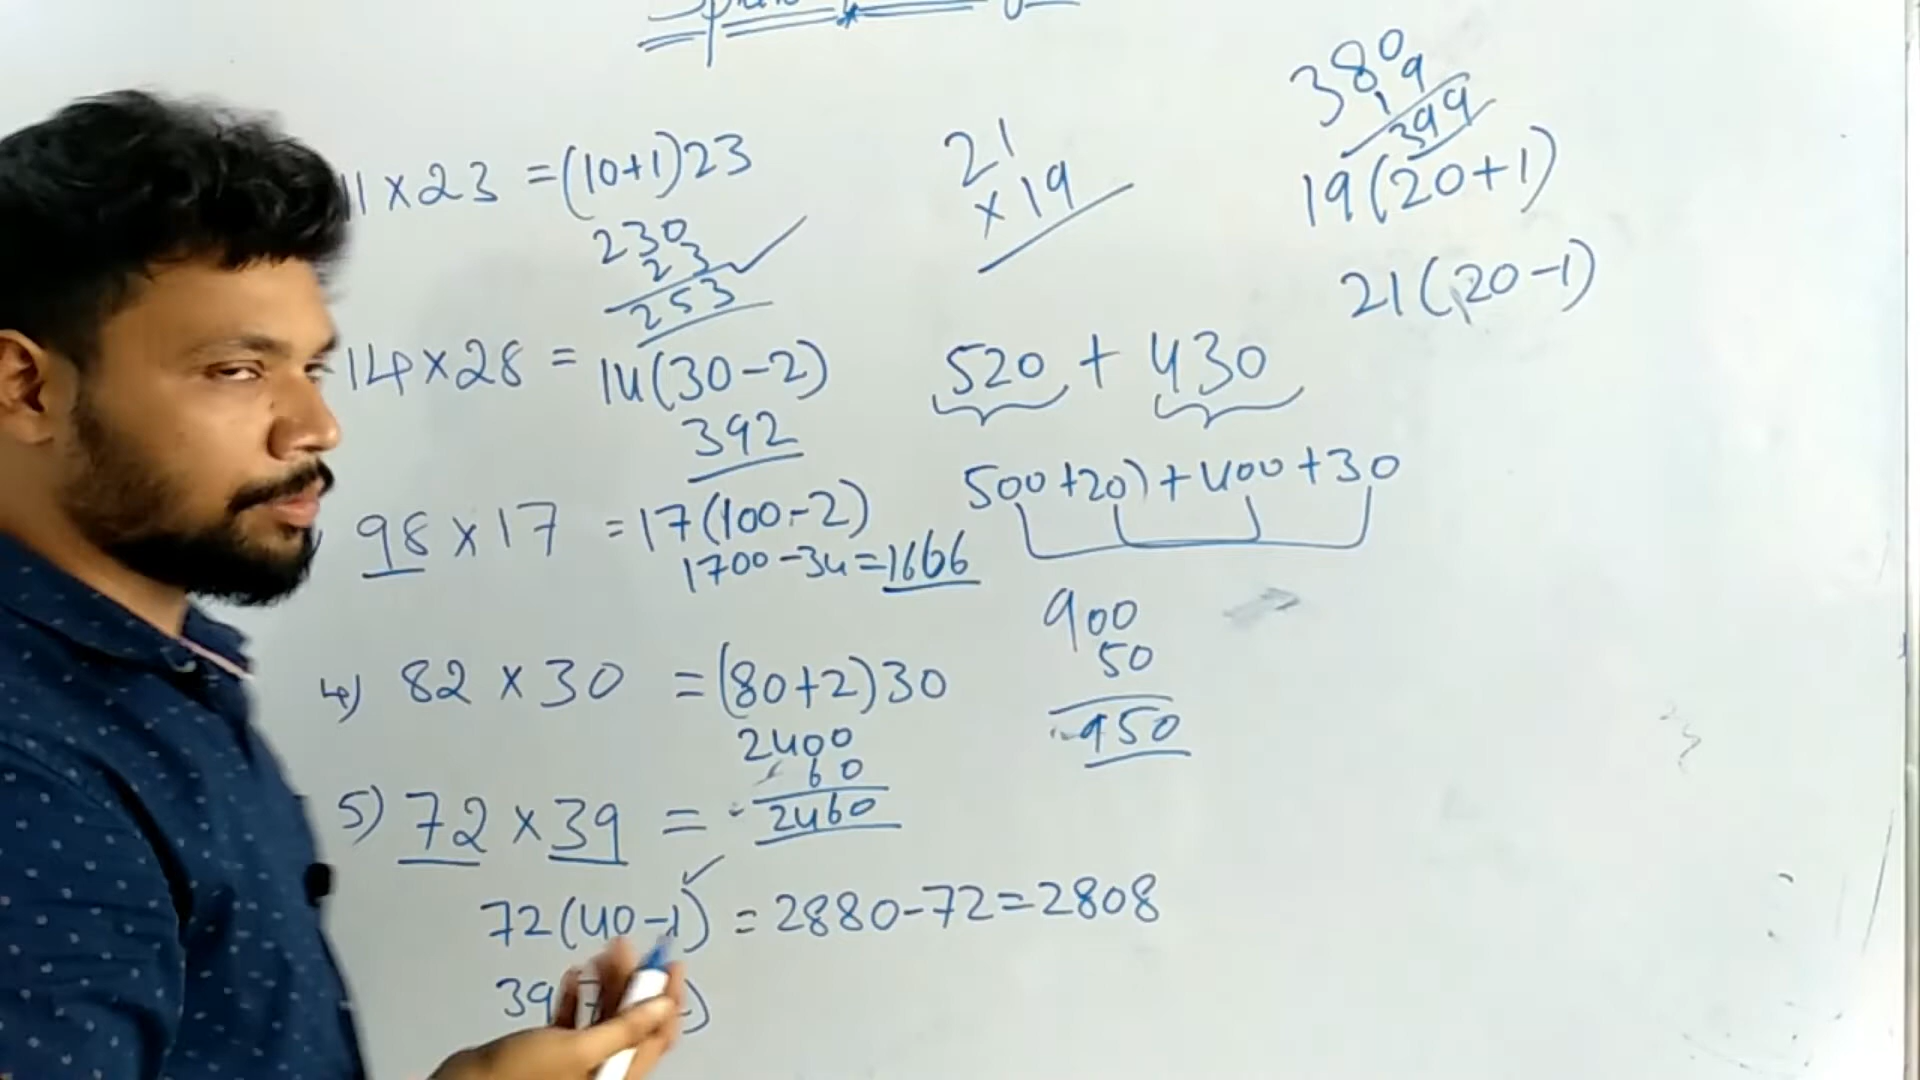 11 x 23 = (10+1)23
230
23
253
14 x 28 = 14(30-2)
392
98 x 17 = 17(100-2)
1700-34=1666
4) 82 x 30 = (80+2)30
2400
60
2460
5) 72 x 39 =
72(40-1) = 2880-72=2808
39
21
x 19
520 + 430
500+20)+400+30
900
50
950
380
19
399
19(20+1)
21(20-1)